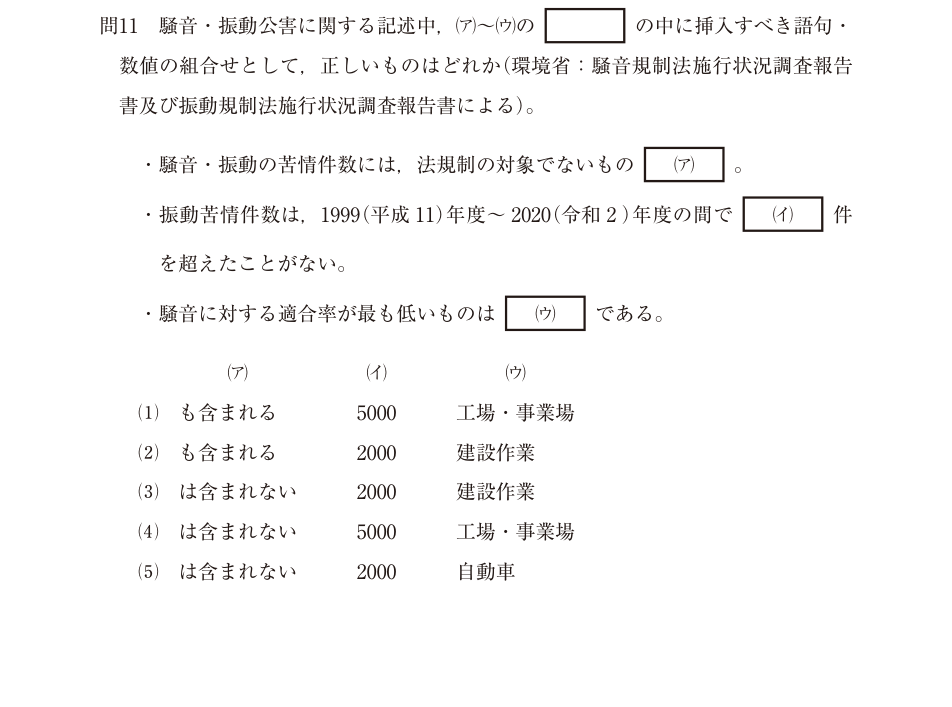 問11　騒音・振動公害に関する記述中，㋐～㋒の　　　　の中に挿入すべき語句・
数値の組合せとして，正しいものはどれか(環境省：騒音規制法施行状況調査報告
書及び振動規制法施行状況調査報告書による)。
・騒音・振動の苦情件数には，法規制の対象でないもの (ア) 。
・振動苦情件数は，1999(平成 11)年度～ 2020(令和 2 )年度の間で (イ) 件
を超えたことがない。
・騒音に対する適合率が最も低いものは (ウ) である。
(ア)　(イ)　(ウ)
(1)　も含まれる　5000　工場・事業場
(2)　も含まれる　2000　建設作業
(3)　は含まれない　2000　建設作業
(4)　は含まれない　5000　工場・事業場
(5)　は含まれない　2000　自動車